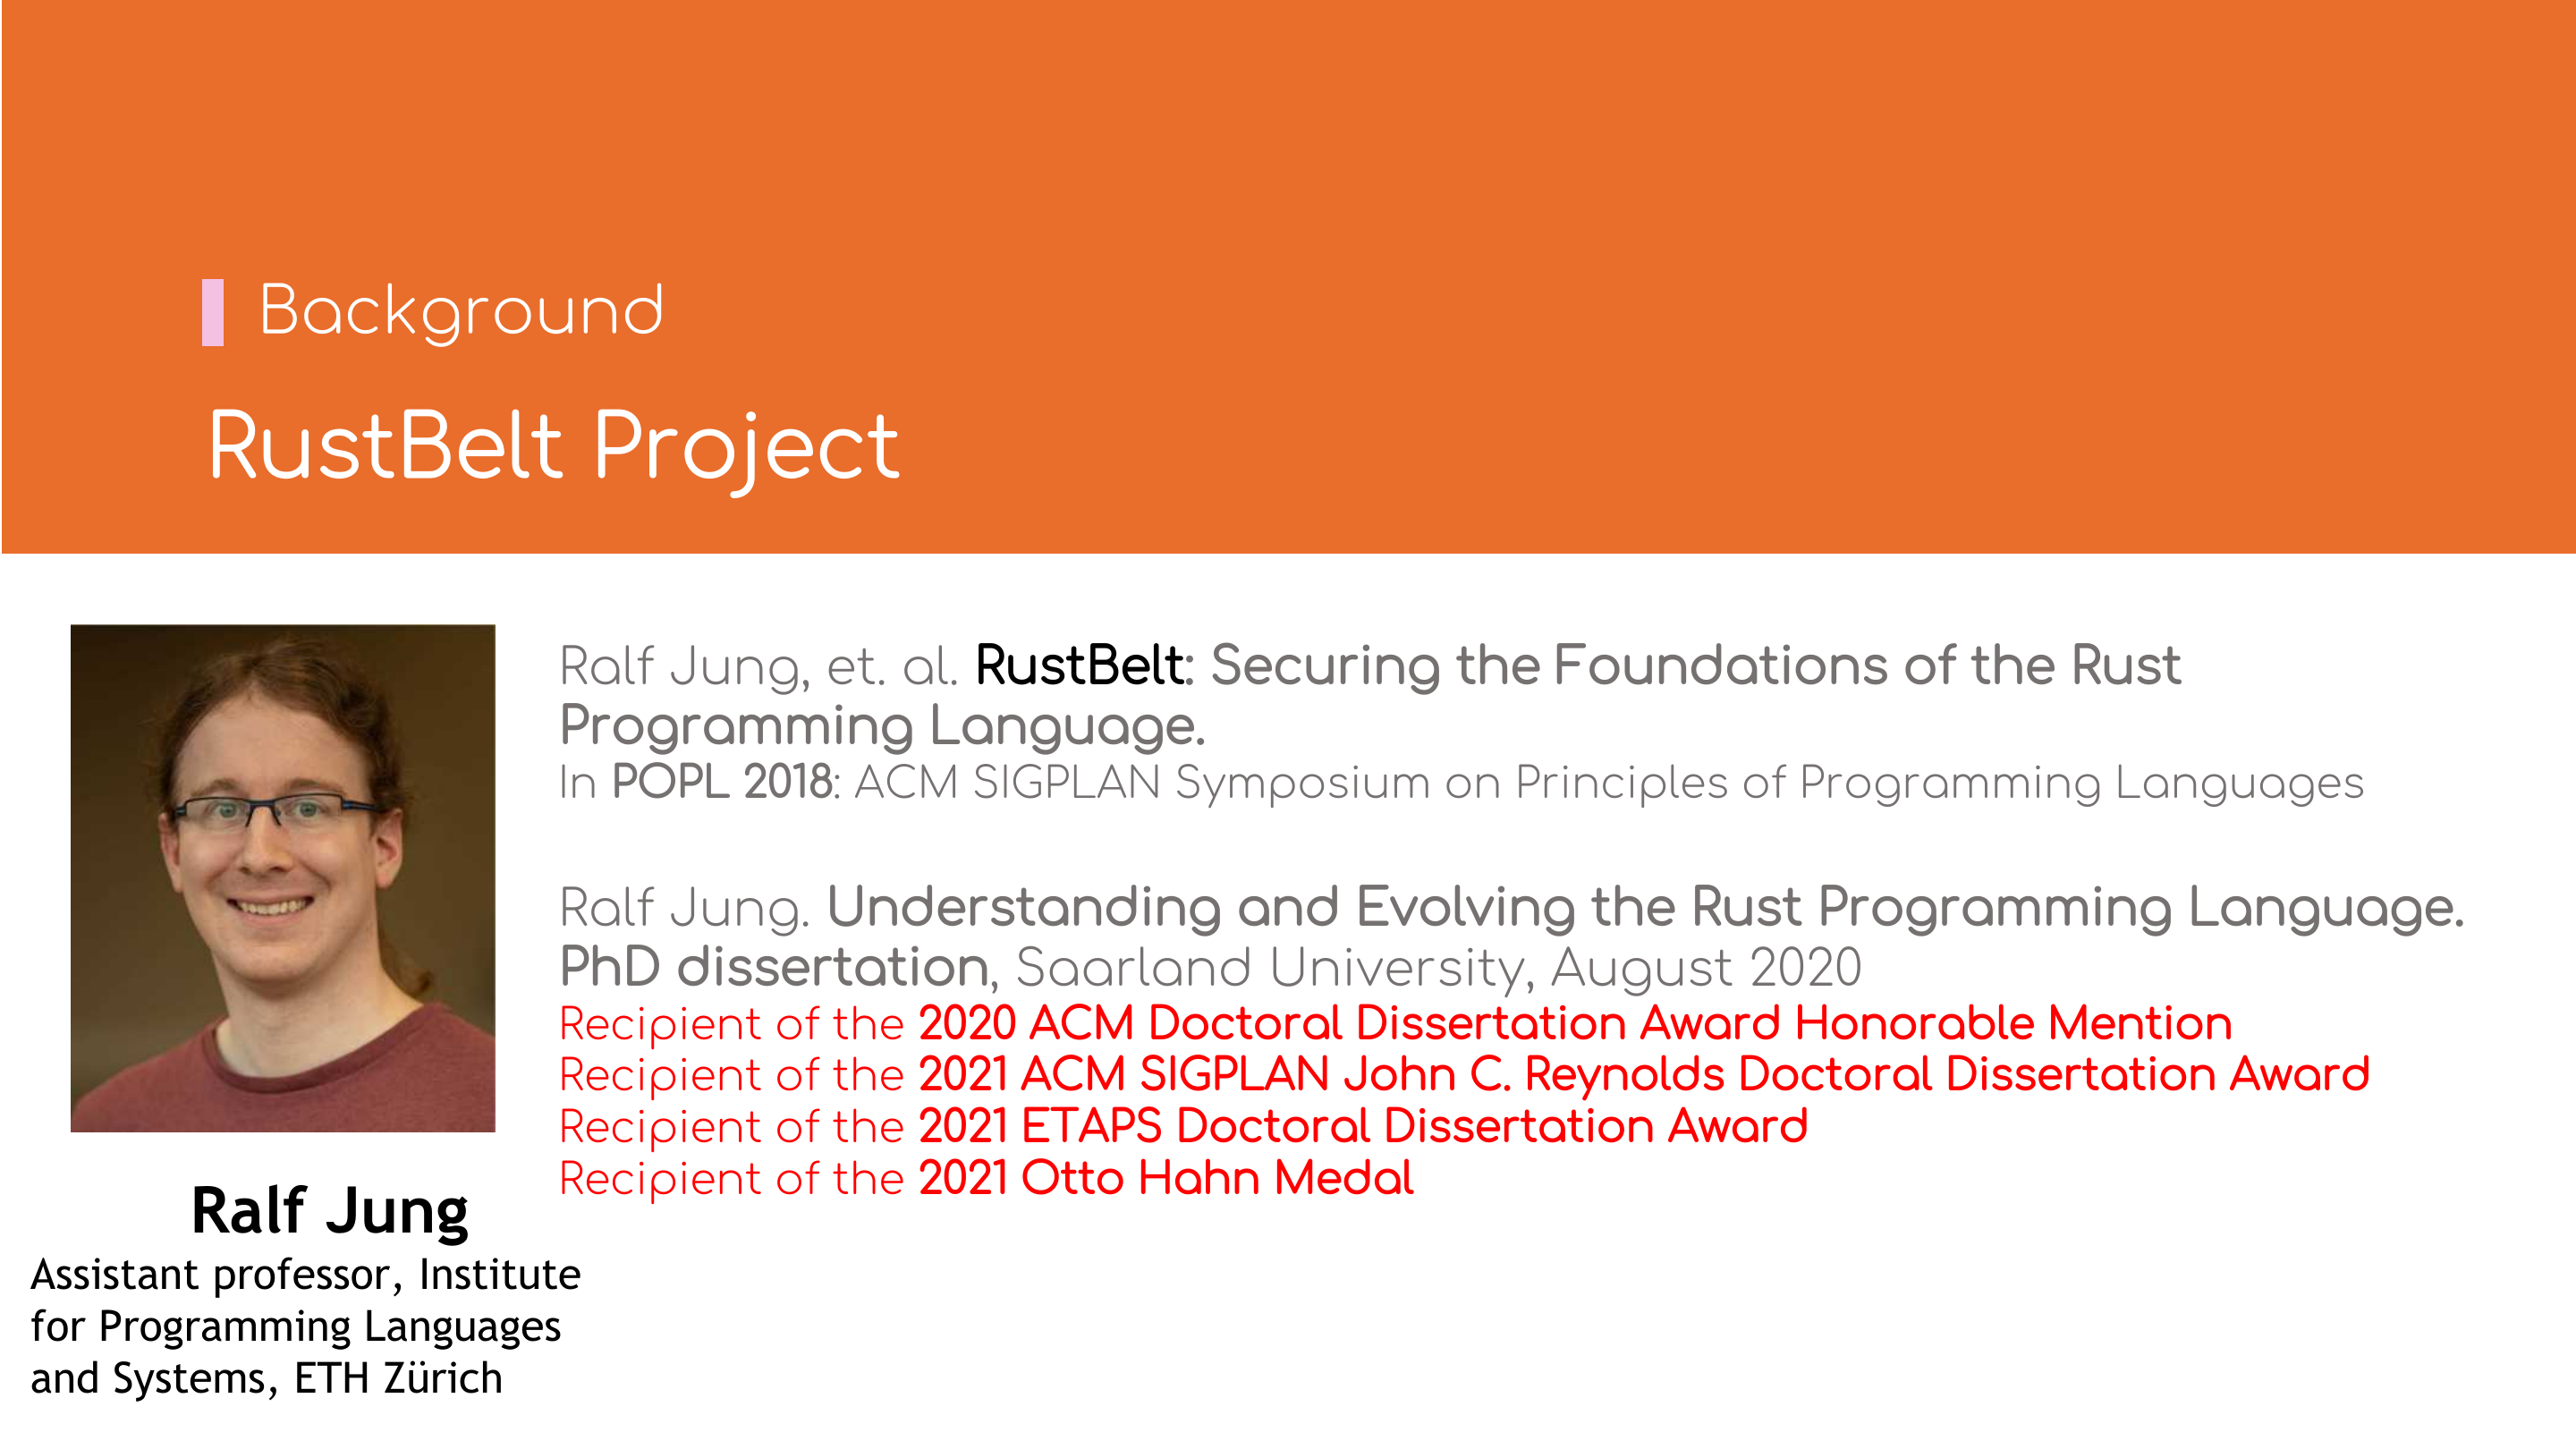 Background
RustBelt Project
Ralf Jung, et. al. RustBelt: Securing the Foundations of the Rust
Programming Language.
In POPL 2018: ACM SIGPLAN Symposium on Principles of Programming Languages
Ralf Jung. Understanding and Evolving the Rust Programming Language.
PhD dissertation, Saarland University, August 2020
Recipient of the 2020 ACM Doctoral Dissertation Award Honorable Mention
Recipient of the 2021 ACM SIGPLAN John C. Reynolds Doctoral Dissertation Award
Recipient of the 2021 ETAPS Doctoral Dissertation Award
Recipient of the 2021 Otto Hahn Medal
Ralf Jung
Assistant professor, Institute
for Programming Languages
and Systems, ETH Zürich